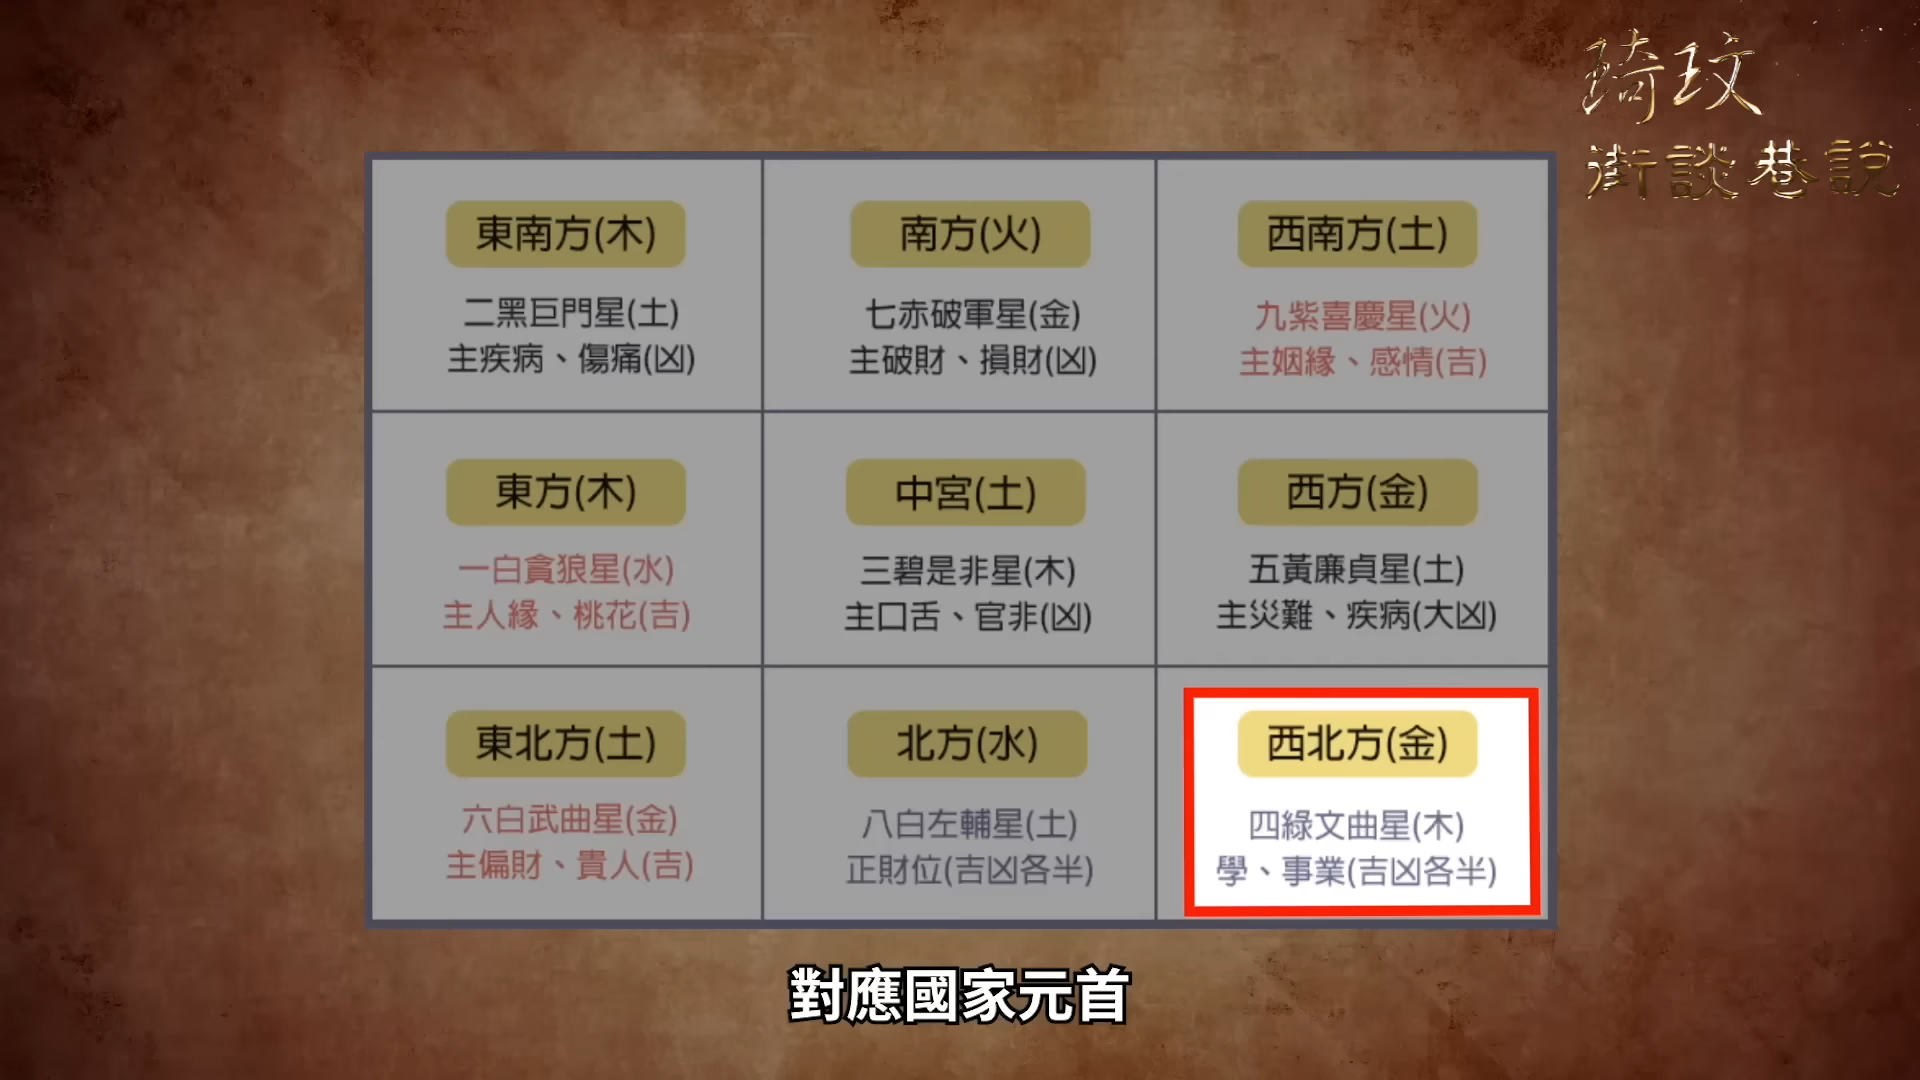 琦玟
街談巷說
東南方(木)
二黑巨門星(土)
主疾病、傷痛(凶)
南方(火)
七赤破軍星(金)
主破財、損財(凶)
西南方(土)
九紫喜慶星(火)
主姻緣、感情(吉)
東方(木)
一白貪狼星(水)
主人緣、桃花(吉)
中宮(土)
三碧是非星(木)
主口舌、官非(凶)
西方(金)
五黃廉貞星(土)
主災難、疾病(大凶)
東北方(土)
六白武曲星(金)
主偏財、貴人(吉)
北方(水)
八白左輔星(土)
正財位(吉凶各半)
西北方(金)
四綠文曲星(木)
學、事業(吉凶各半)
對應國家元首